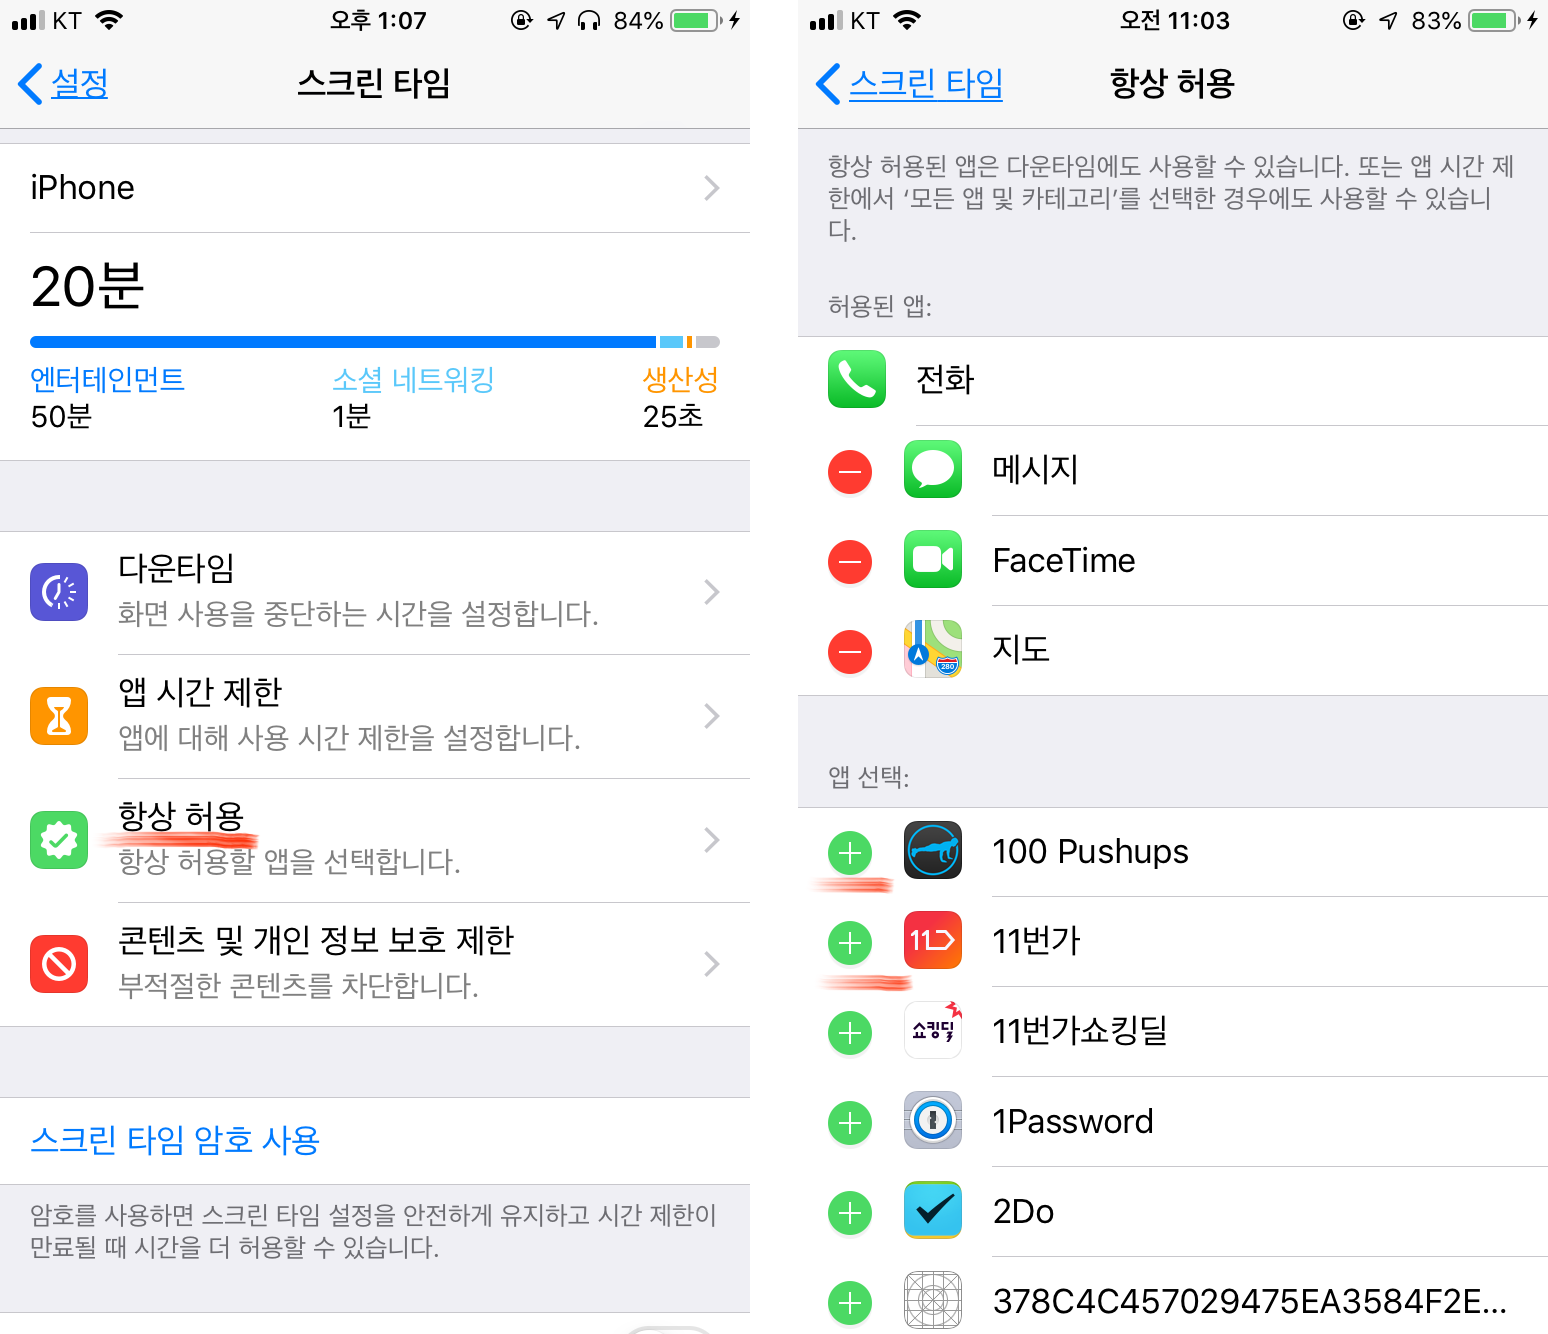 KT 오후 1:07 84%
설정 스크린 타임
iPhone
20분
엔터테인먼트 소셜 네트워킹 생산성
50분 1분 25초
다운타임
화면 사용을 중단하는 시간을 설정합니다.
앱 시간 제한
앱에 대해 사용 시간 제한을 설정합니다.
항상 허용
항상 허용할 앱을 선택합니다.
콘텐츠 및 개인 정보 보호 제한
부적절한 콘텐츠를 차단합니다.
스크린 타임 암호 사용
암호를 사용하면 스크린 타임 설정을 안전하게 유지하고 시간 제한이
만료될 때 시간을 더 허용할 수 있습니다.
KT 오전 11:03 83%
스크린 타임 항상 허용
항상 허용된 앱은 다운타임에도 사용할 수 있습니다. 또는 앱 시간 제
한에서 ‘모든 앱 및 카테고리’를 선택한 경우에도 사용할 수 있습니
다.
허용된 앱:
전화
메시지
FaceTime
280
지도
앱 선택:
100 Pushups
11 11번가
쇼킹딜 11번가쇼킹딜
1Password
2Do
378C4C457029475EA3584F2E...